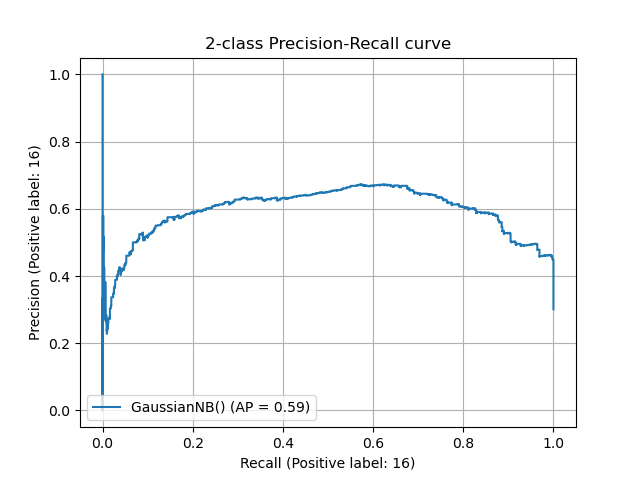 2-class Precision-Recall curve
Precision (Positive label: 16)
1.0
0.8
0.6
0.4
0.2
0.0
GaussianNB() (AP = 0.59)
0.0 0.2 0.4 0.6 0.8 1.0
Recall (Positive label: 16)